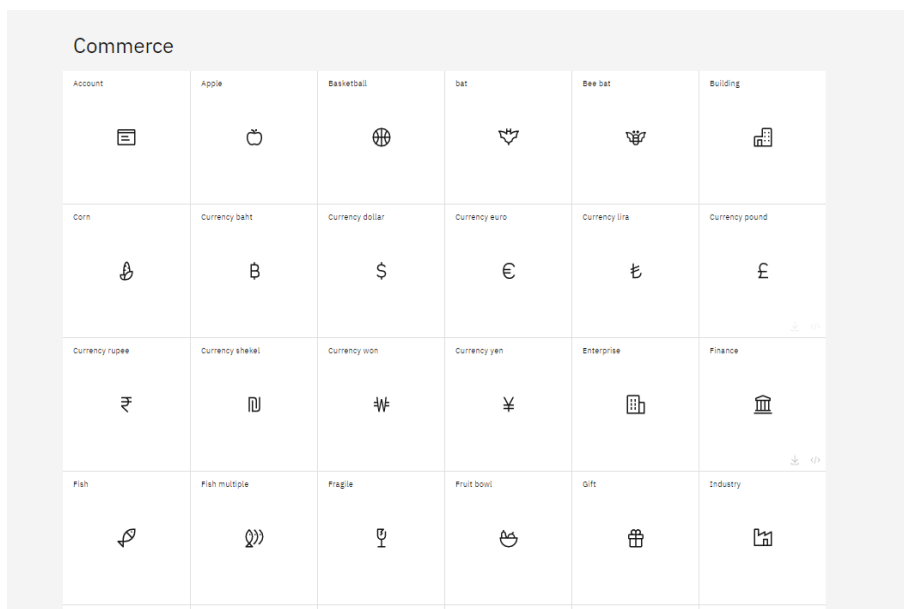 Commerce
Account Apple Basketball bat Bee bat Building
Corn Currency baht Currency dollar Currency euro Currency lira Currency pound
Currency rupee Currency shekel Currency won Currency yen Enterprise Finance
Fish Fish multiple Fragile Fruit bowl Gift Industry